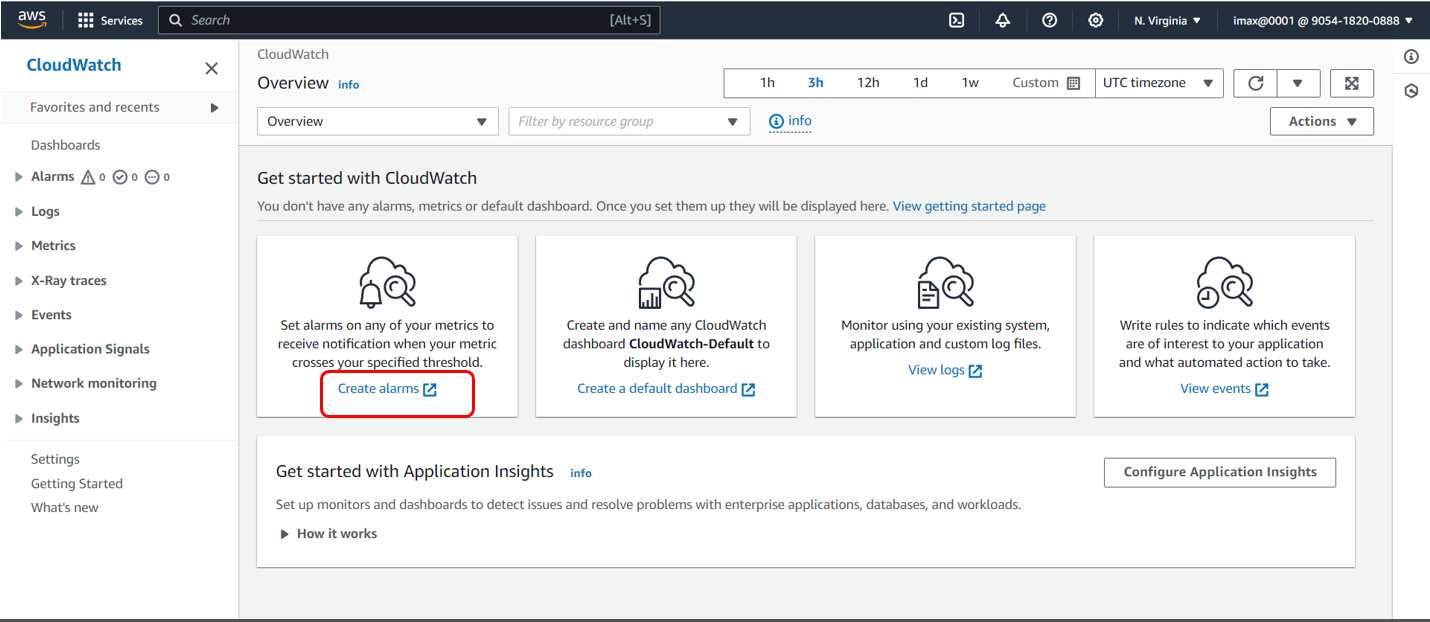 aws Services Search [Alt+S] N. Virginia imax@0001 @ 9054-1820-0888
CloudWatch
Favorites and recents
Dashboards
Alarms 0 0 0
Logs
Metrics
X-Ray traces
Events
Application Signals
Network monitoring
Insights
Settings
Getting Started
What's new
CloudWatch
Overview info
1h 3h 12h 1d 1w Custom UTC timezone
Overview Filter by resource group info Actions
Get started with CloudWatch
You don't have any alarms, metrics or default dashboard. Once you set them up they will be displayed here. View getting started page
Set alarms on any of your metrics to
receive notification when your metric
crosses your specified threshold.
Create alarms
Create and name any CloudWatch
dashboard CloudWatch-Default to
display it here.
Create a default dashboard
Monitor using your existing system,
application and custom log files.
View logs
Write rules to indicate which events
are of interest to your application
and what automated action to take.
View events
Get started with Application Insights info
Configure Application Insights
Set up monitors and dashboards to detect issues and resolve problems with enterprise applications, databases, and workloads.
How it works